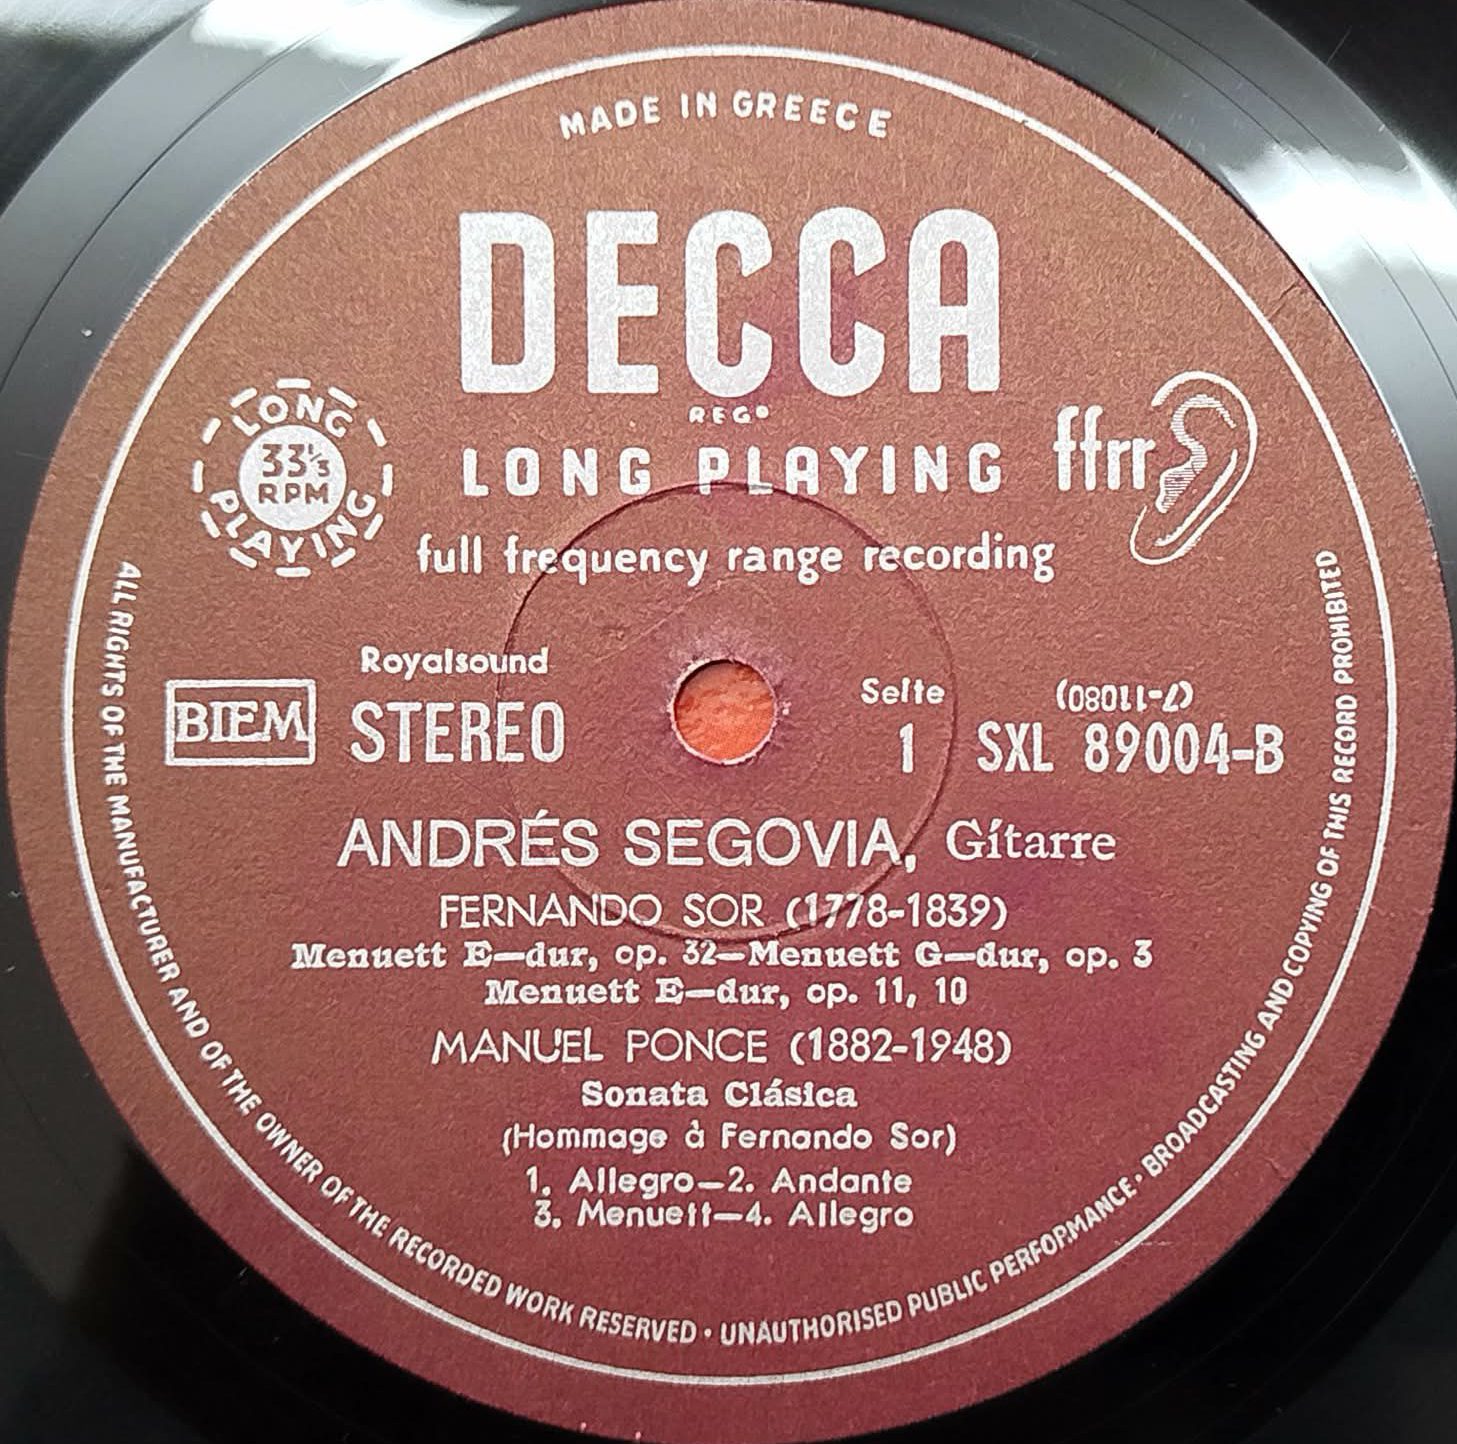 MADE IN GREECE
DECCA
REGᴰ
LONG PLAYING
LONG
33⅓
RPM
PLAYING
ffrr
full frequency range recording
Royalsound
STEREO
BIEM
Seite
1
SXL 89004-B
ANDRÉS SEGOVIA, Gitarre
FERNANDO SOR (1778-1839)
Menuett E–dur, op. 32–Menuett G–dur, op. 3
Menuett E–dur, op. 11, 10
MANUEL PONCE (1882-1948)
Sonata Clásica
(Hommage à Fernando Sor)
1. Allegro–2. Andante
3. Menuett–4. Allegro
ALL RIGHTS OF THE MANUFACTURER AND OF THE OWNER OF THE RECORDED WORK RESERVED • UNAUTHORISED PUBLIC PERFORMANCE • BROADCASTING AND COPYING OF THIS RECORD PROHIBITED